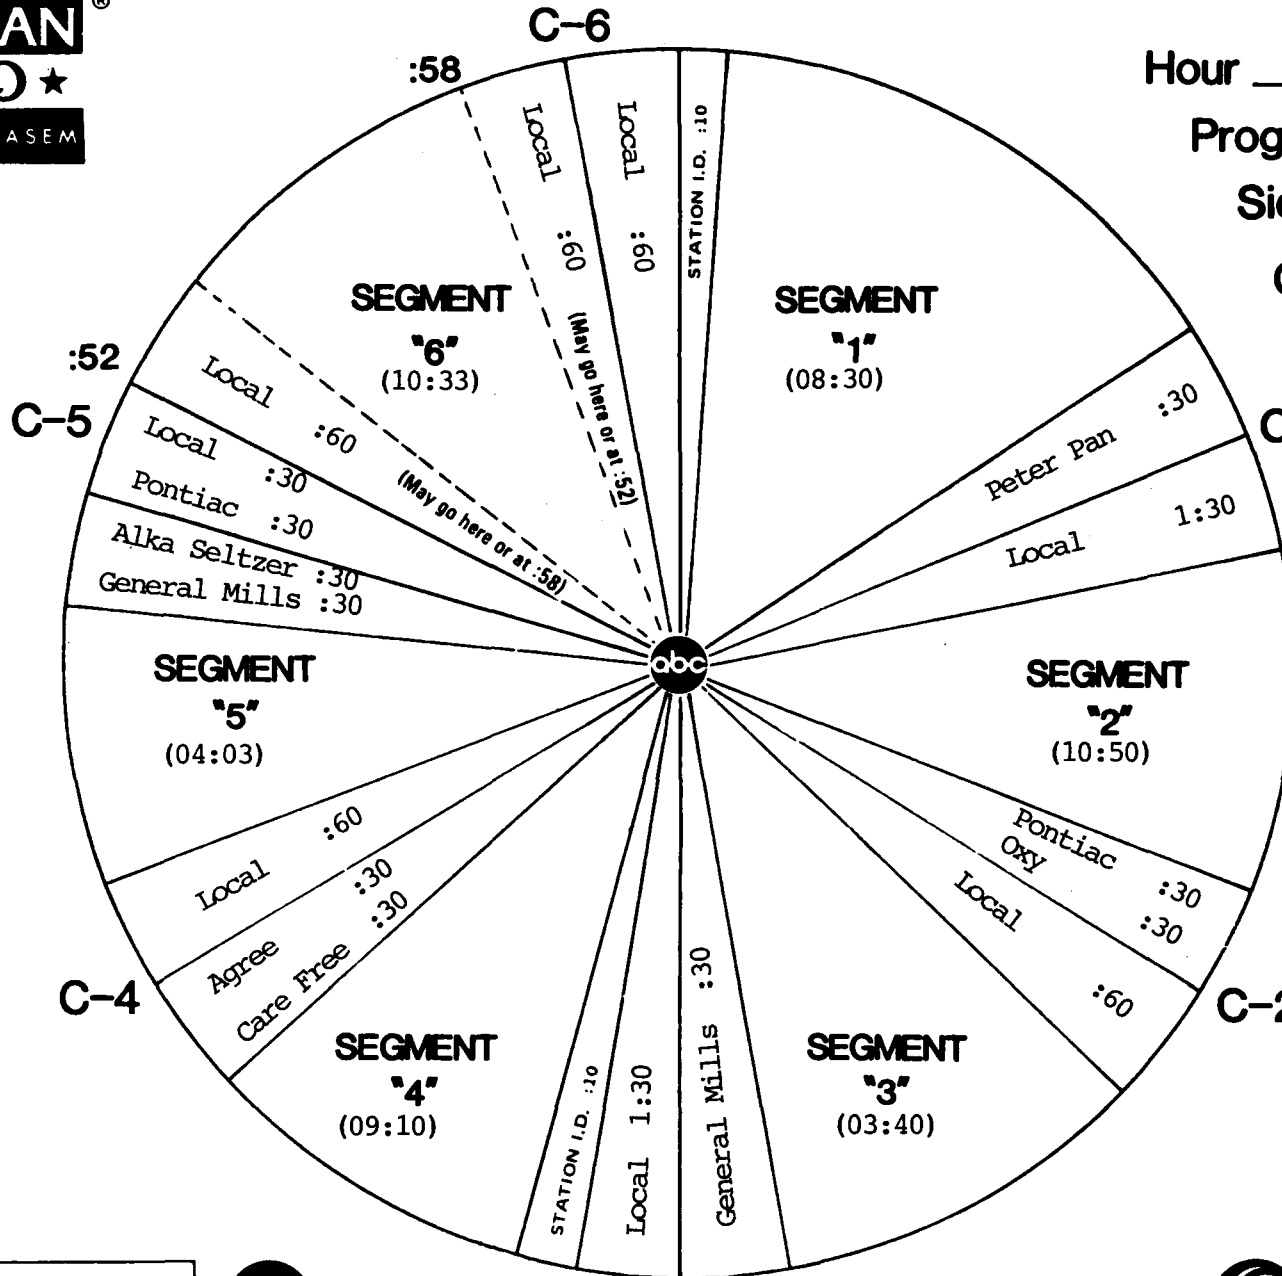 AN®
ASEM
C-6
:58
Hour
Prog
Local :60
Local :60
STATION I.D. :10
(May go here or at :52)
SEGMENT
"1"
(08:30)
Peter Pan :30
Local 1:30
SEGMENT
"2"
(10:50)
Pontiac :30
Oxy :30
Local :60
C-2
SEGMENT
"3"
(03:40)
General Mills :30
Local 1:30
STATION I.D. :10
SEGMENT
"4"
(09:10)
C-4
Care Free :30
Agree :30
Local :60
SEGMENT
"5"
(04:03)
General Mills :30
Alka Seltzer :30
C-5
Pontiac :30
Local :30
:52
Local :60
(May go here or at :58)
SEGMENT
"6"
(10:33)
abc